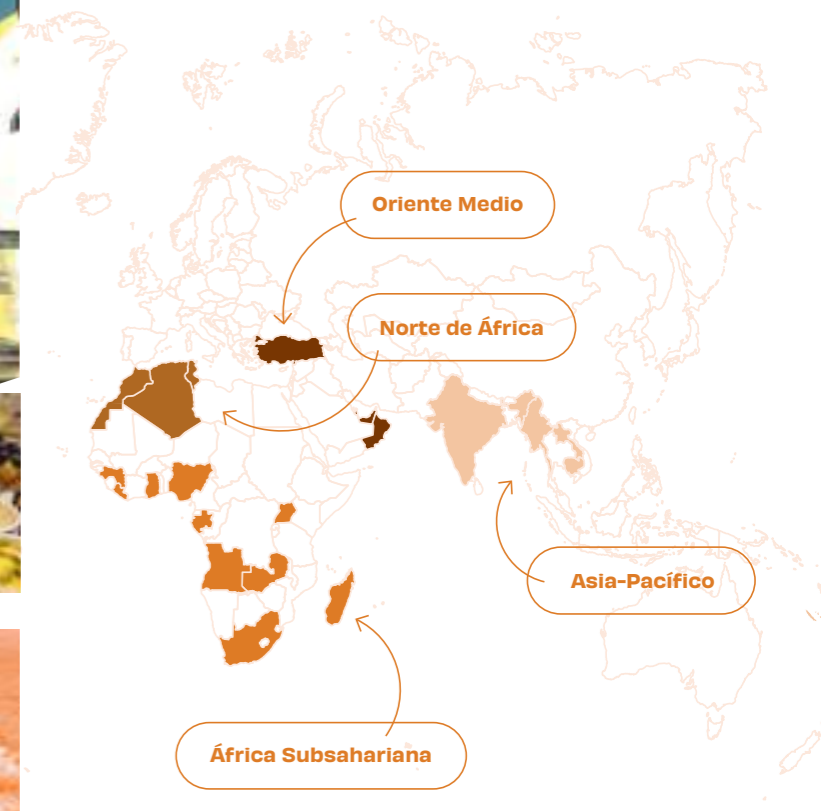 Oriente Medio
Norte de África
Asia-Pacífico
África Subsahariana